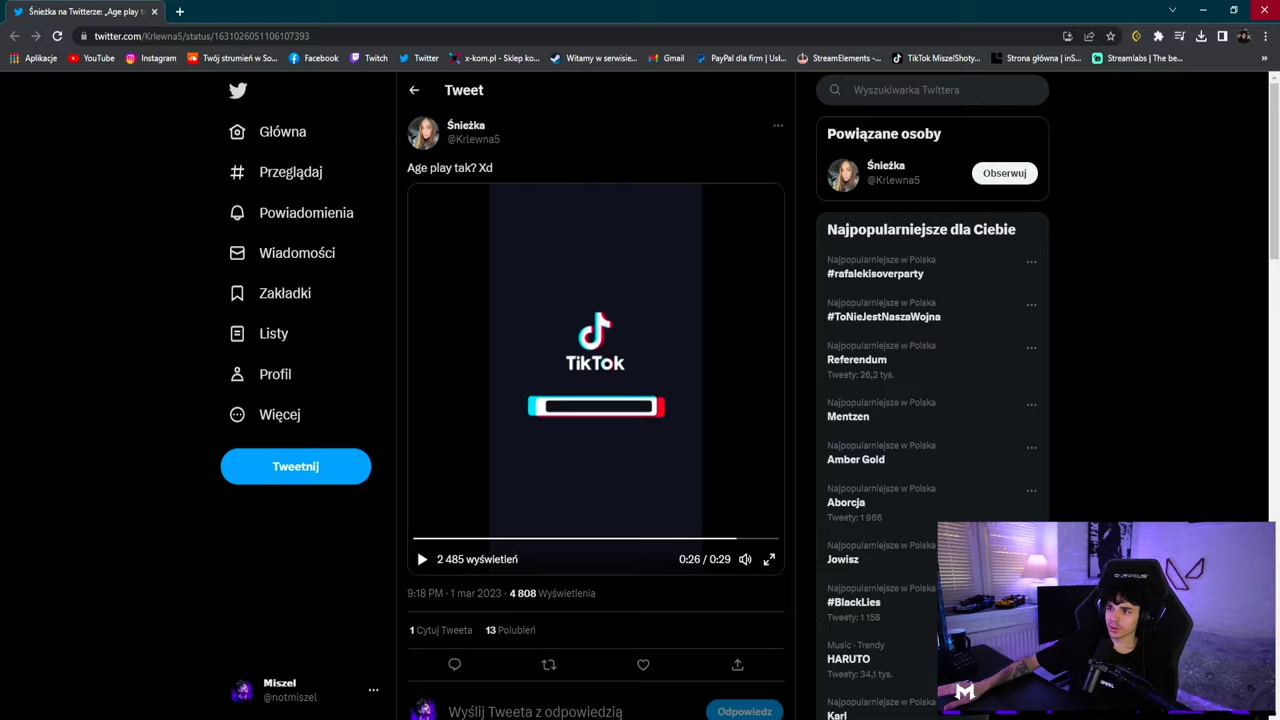 Śnieżka na Twitterze: „Age play t
twitter.com/Krlewna5/status/1631026051106107393
Aplikacje
YouTube
Instagram
Twój strumień w So...
Facebook
Twitch
Twitter
x-kom.pl - Sklep ko...
Witamy w serwisie...
Gmail
PayPal dla firm | Usł...
StreamElements -...
TikTok MiszelShoty...
Strona główna | inS...
Streamlabs | The be...
Główna
Przeglądaj
Powiadomienia
Wiadomości
Zakładki
Listy
Profil
Więcej
Tweetnij
Miszel
@notmiszel
Tweet
Śnieżka
@Krlewna5
Age play tak? Xd
TikTok
2 485 wyświetleń
0:26 / 0:29
9:18 PM · 1 mar 2023 · 4 808 Wyświetlenia
1 Cytuj Tweeta 13 Polubień
Wyślij Tweeta z odpowiedzią
Odpowiedz
Wyszukiwarka Twittera
Powiązane osoby
Śnieżka
@Krlewna5
Obserwuj
Najpopularniejsze dla Ciebie
Najpopularniejsze w Polska
#rafalekisoverparty
Najpopularniejsze w Polska
#ToNieJestNaszaWojna
Najpopularniejsze w Polska
Referendum
Tweety: 26,2 tys.
Najpopularniejsze w Polska
Mentzen
Najpopularniejsze w Polska
Amber Gold
Najpopularniejsze w Polska
Aborcja
Tweety: 1 966
Najpopularniejsze w Polska
Jowisz
Najpopularniejsze w Polska
#BlackLies
Tweety: 1 158
Music · Trendy
HARUTO
Tweety: 34,1 tys.
Najpopularniejsze w Polska
Karl